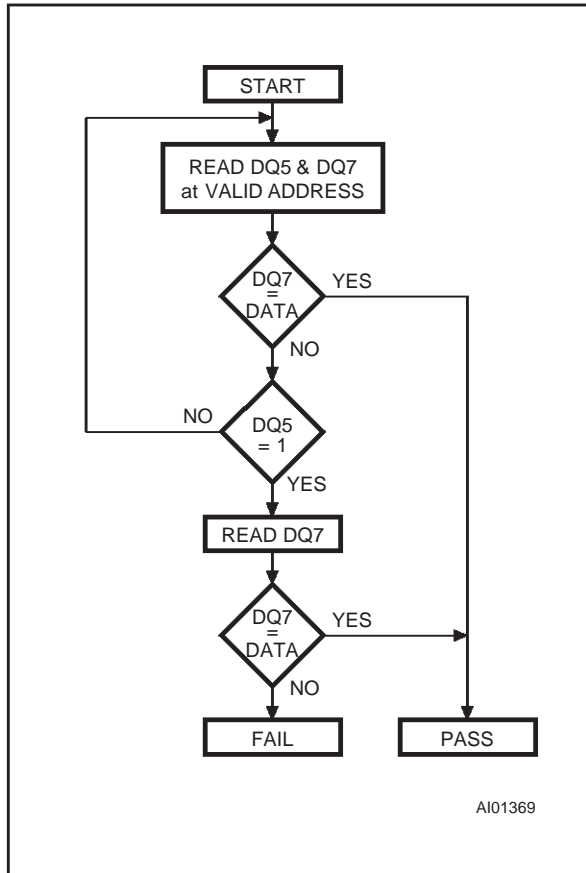 START
READ DQ5 & DQ7
at VALID ADDRESS
DQ7
=
DATA
YES
NO
NO
DQ5
= 1
YES
READ DQ7
DQ7
=
DATA
YES
NO
FAIL
PASS
AI01369